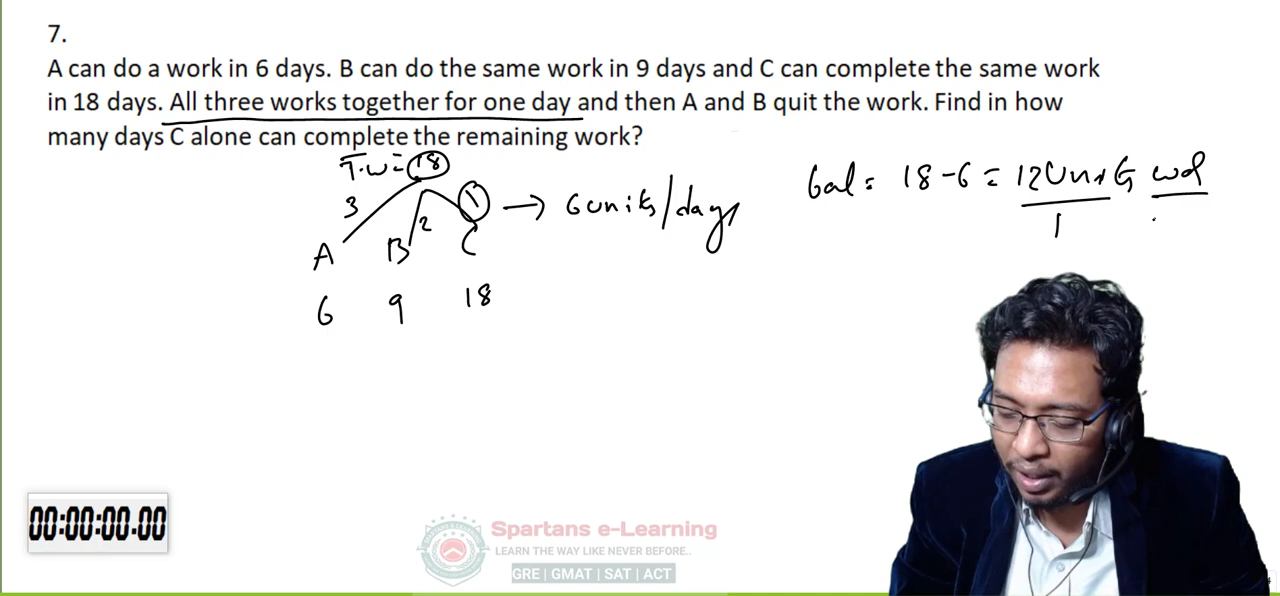 7.
A can do a work in 6 days. B can do the same work in 9 days and C can complete the same work
in 18 days. All three works together for one day and then A and B quit the work. Find in how
many days C alone can complete the remaining work?
T.W=18
3 2 1 → 6 units/days
A B C
6 9 18
Bal = 18-6 = 12 Units wd
1
00:00:00.00
Spartans e-Learning
LEARN THE WAY LIKE NEVER BEFORE..
GRE | GMAT | SAT | ACT